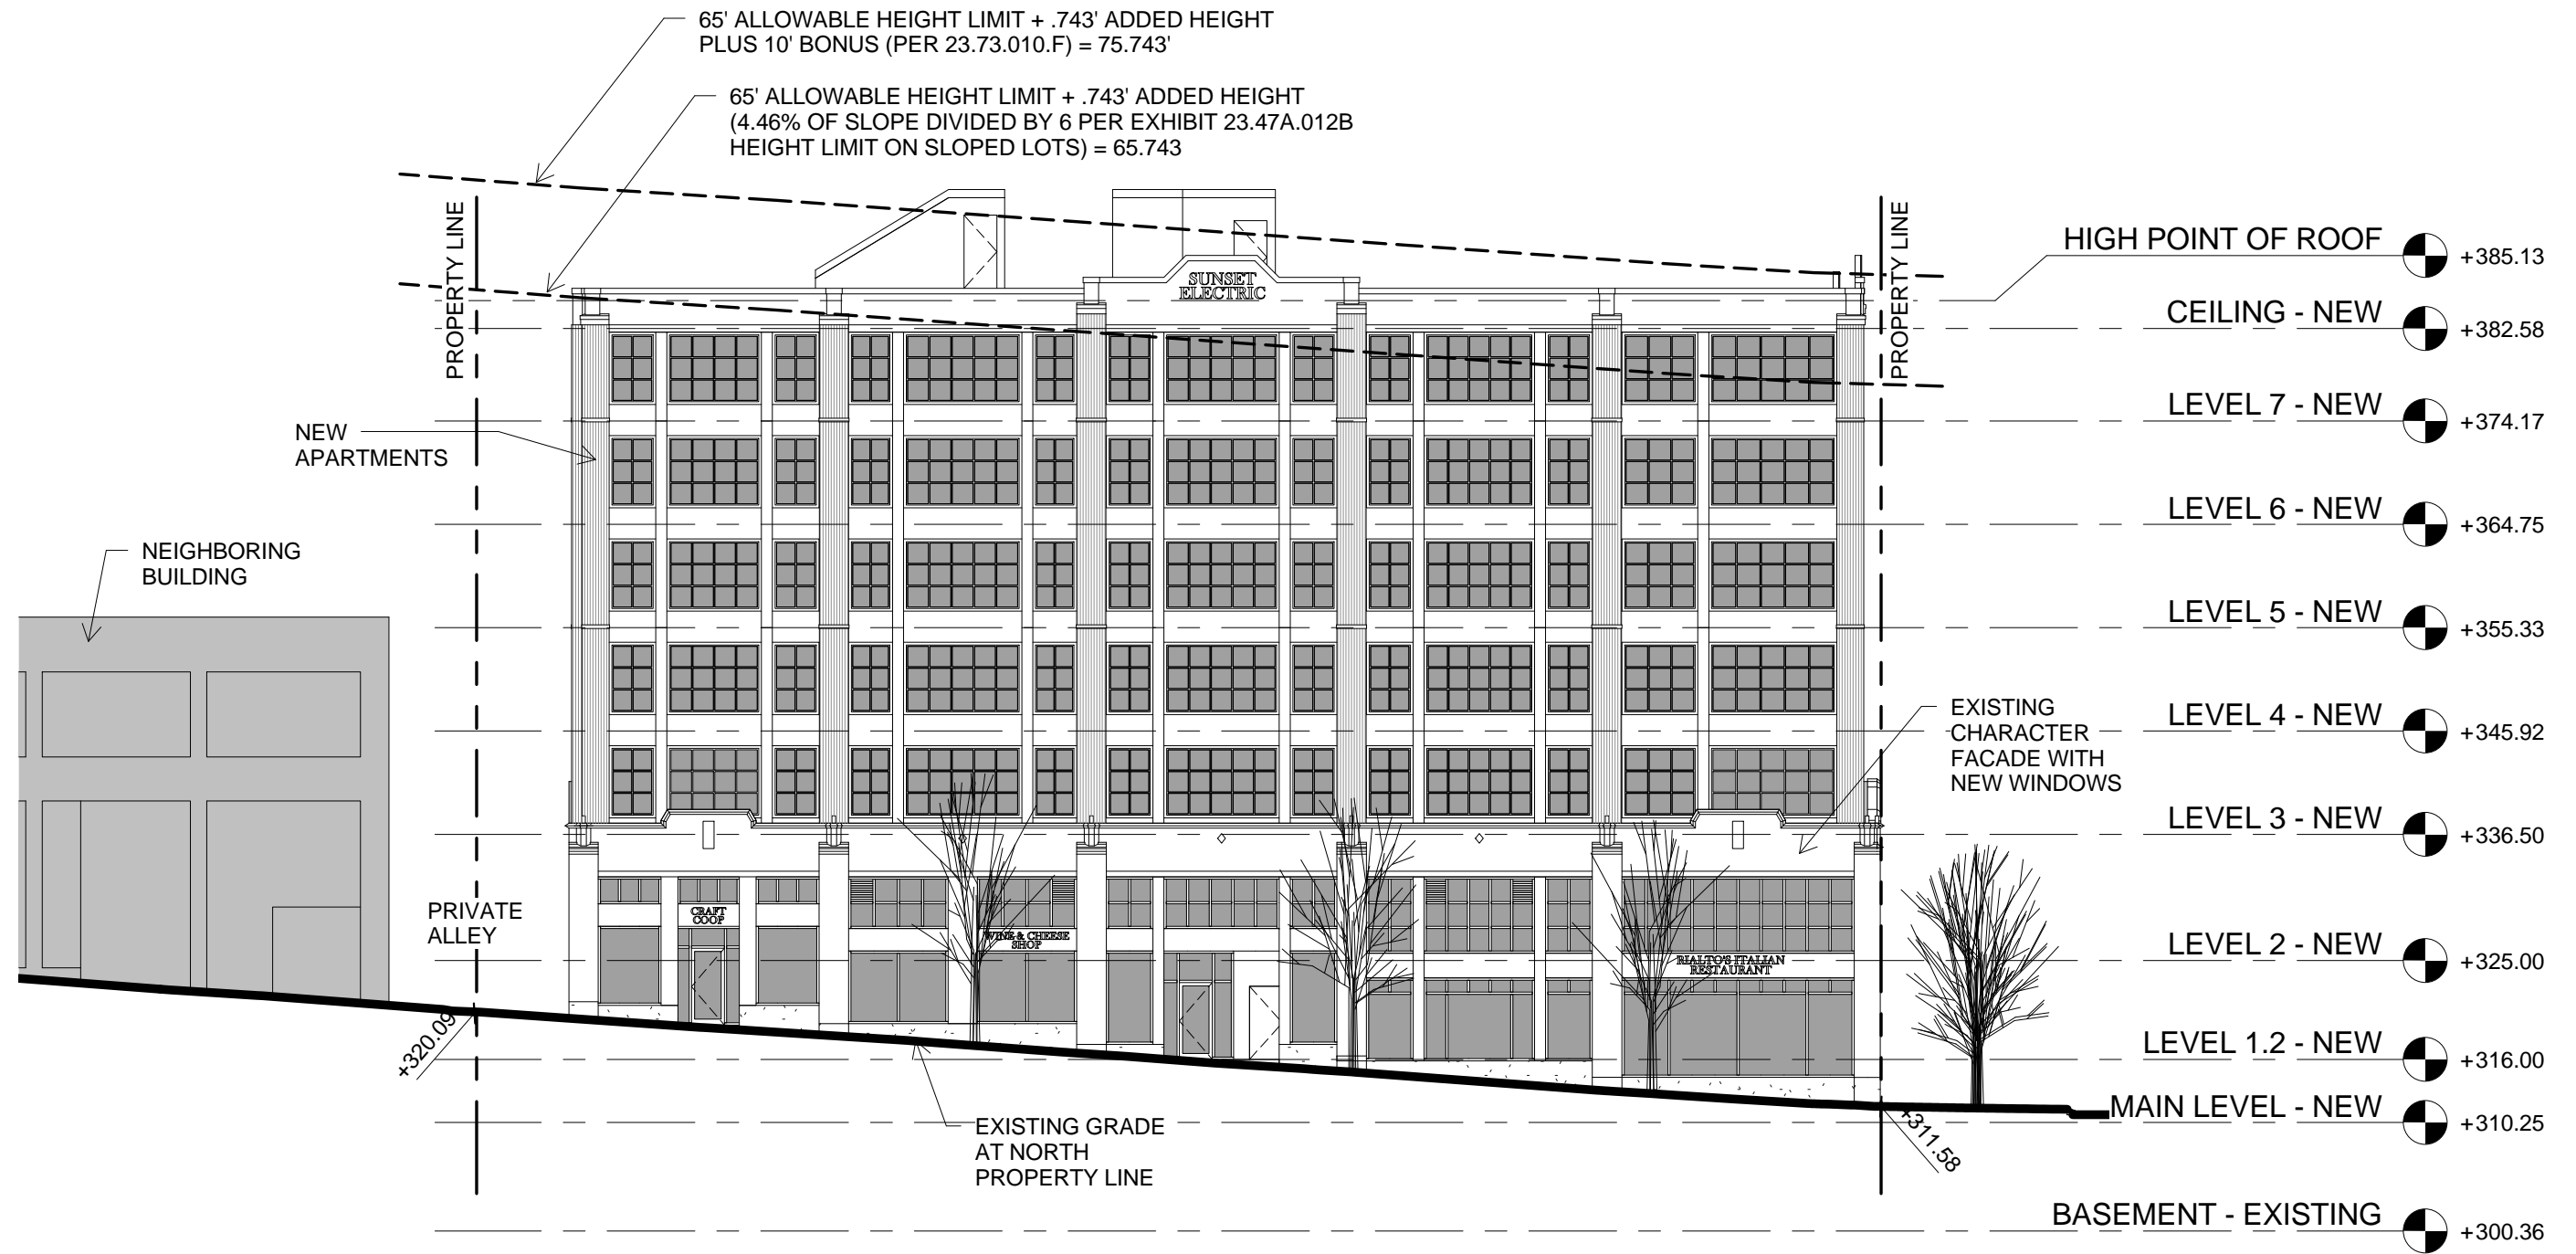 65' ALLOWABLE HEIGHT LIMIT + .743' ADDED HEIGHT
PLUS 10' BONUS (PER 23.73.010.F) = 75.743'
65' ALLOWABLE HEIGHT LIMIT + .743' ADDED HEIGHT
(4.46% OF SLOPE DIVIDED BY 6 PER EXHIBIT 23.47A.012B
HEIGHT LIMIT ON SLOPED LOTS) = 65.743
PROPERTY LINE
PROPERTY LINE
SUNSET
ELECTRIC
HIGH POINT OF ROOF +385.13
CEILING - NEW +382.58
LEVEL 7 - NEW +374.17
NEW
APARTMENTS
LEVEL 6 - NEW +364.75
NEIGHBORING
BUILDING
LEVEL 5 - NEW +355.33
LEVEL 4 - NEW +345.92
EXISTING
CHARACTER
FACADE WITH
NEW WINDOWS
LEVEL 3 - NEW +336.50
PRIVATE
ALLEY
CRAFT
COOP
WINE & CHEESE
SHOP
RIALTO'S ITALIAN
RESTAURANT
LEVEL 2 - NEW +325.00
+320.09
LEVEL 1.2 - NEW +316.00
MAIN LEVEL - NEW +310.25
+311.58
EXISTING GRADE
AT NORTH
PROPERTY LINE
BASEMENT - EXISTING +300.36